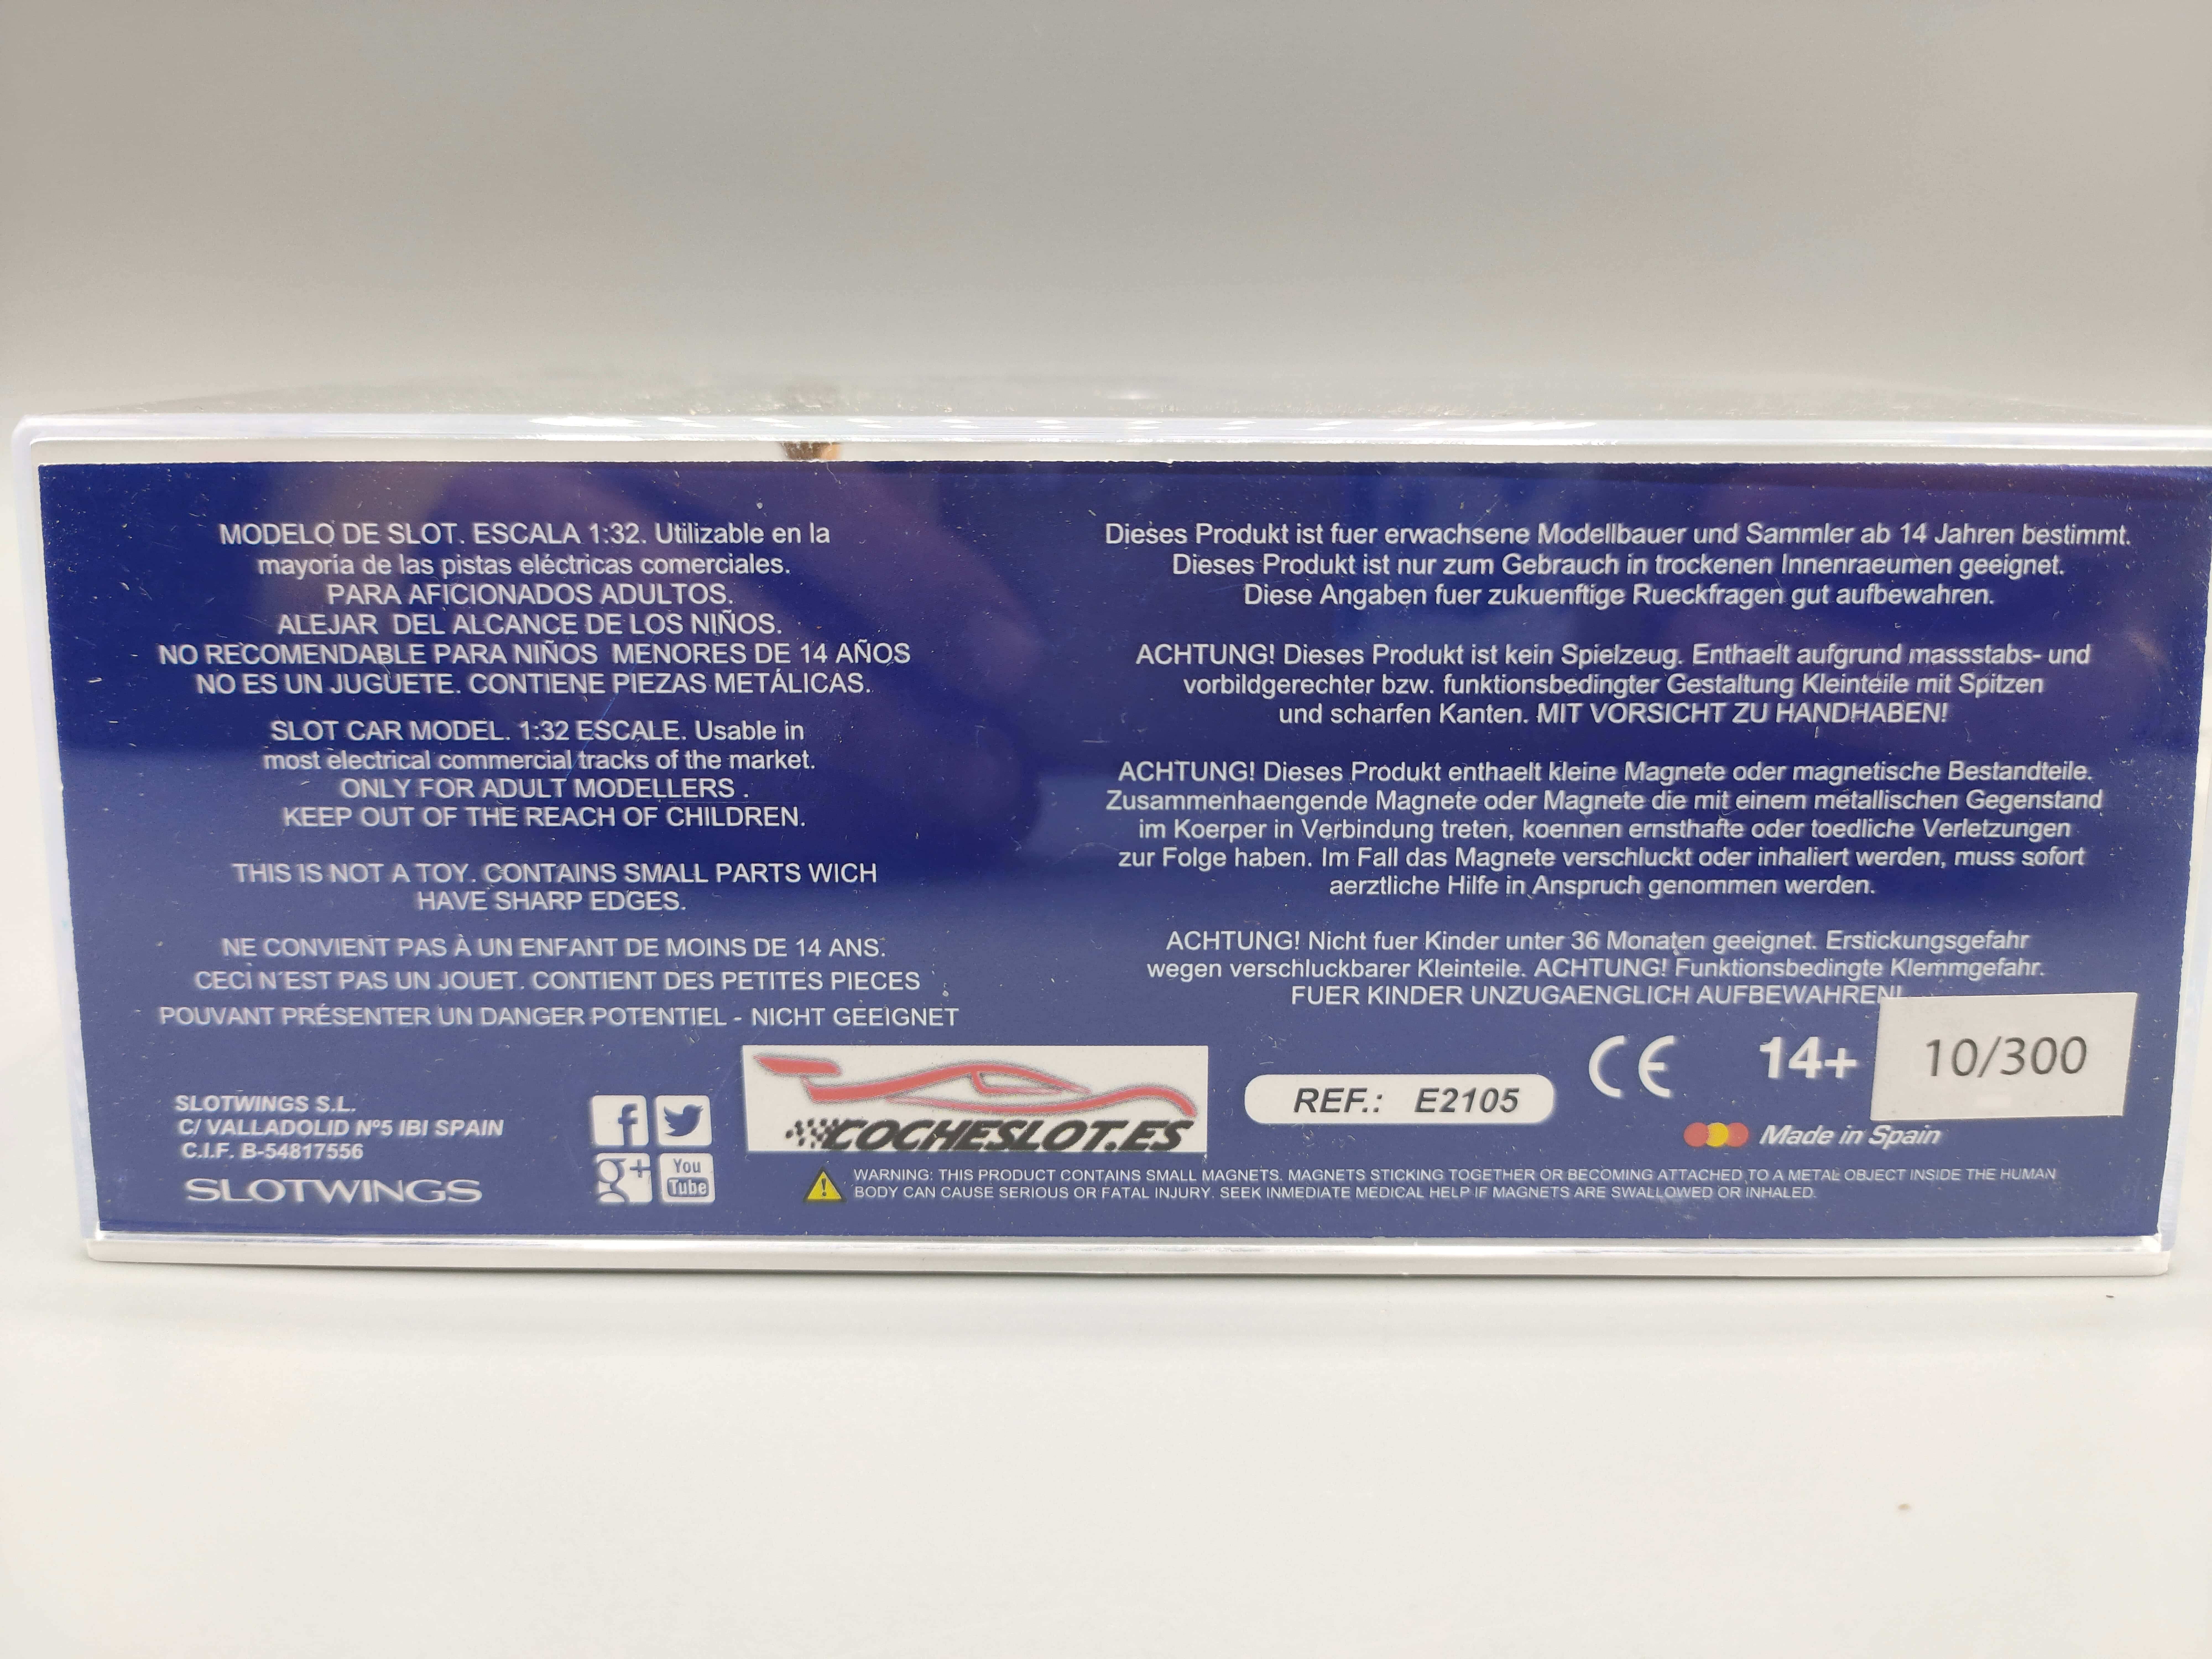 MODELO DE SLOT. ESCALA 1:32. Utilizable en la
mayoría de las pistas eléctricas comerciales.
PARA AFICIONADOS ADULTOS.
ALEJAR DEL ALCANCE DE LOS NIÑOS.
NO RECOMENDABLE PARA NIÑOS MENORES DE 14 AÑOS
NO ES UN JUGUETE. CONTIENE PIEZAS METÁLICAS.
SLOT CAR MODEL. 1:32 ESCALE. Usable in
most electrical commercial tracks of the market.
ONLY FOR ADULT MODELLERS .
KEEP OUT OF THE REACH OF CHILDREN.
THIS IS NOT A TOY. CONTAINS SMALL PARTS WICH
HAVE SHARP EDGES.
NE CONVIENT PAS À UN ENFANT DE MOINS DE 14 ANS.
CECI N´EST PAS UN JOUET. CONTIENT DES PETITES PIECES
POUVANT PRÉSENTER UN DANGER POTENTIEL - NICHT GEEIGNET
SLOTWINGS S.L.
C/ VALLADOLID Nº5 IBI SPAIN
C.I.F. B-54817556
SLOTWINGS
f
g+
You
Tube
COCHESLOT.ES
Dieses Produkt ist fuer erwachsene Modellbauer und Sammler ab 14 Jahren bestimmt.
Dieses Produkt ist nur zum Gebrauch in trockenen Innenraeumen geeignet.
Diese Angaben fuer zukuenftige Rueckfragen gut aufbewahren.
ACHTUNG! Dieses Produkt ist kein Spielzeug. Enthaelt aufgrund massstabs- und
vorbildgerechter bzw. funktionsbedingter Gestaltung Kleinteile mit Spitzen
und scharfen Kanten. MIT VORSICHT ZU HANDHABEN!
ACHTUNG! Dieses Produkt enthaelt kleine Magnete oder magnetische Bestandteile.
Zusammenhaengende Magnete oder Magnete die mit einem metallischen Gegenstand
im Koerper in Verbindung treten, koennen ernsthafte oder toedliche Verletzungen
zur Folge haben. Im Fall das Magnete verschluckt oder inhaliert werden, muss sofort
aerztliche Hilfe in Anspruch genommen werden.
ACHTUNG! Nicht fuer Kinder unter 36 Monaten geeignet. Erstickungsgefahr
wegen verschluckbarer Kleinteile. ACHTUNG! Funktionsbedingte Klemmgefahr.
FUER KINDER UNZUGAENGLICH AUFBEWAHREN!
REF.: E2105
CE
14+
10/300
Made in Spain
WARNING: THIS PRODUCT CONTAINS SMALL MAGNETS. MAGNETS STICKING TOGETHER OR BECOMING ATTACHED TO A METAL OBJECT INSIDE THE HUMAN
BODY CAN CAUSE SERIOUS OR FATAL INJURY. SEEK INMEDIATE MEDICAL HELP IF MAGNETS ARE SWALLOWED OR INHALED.